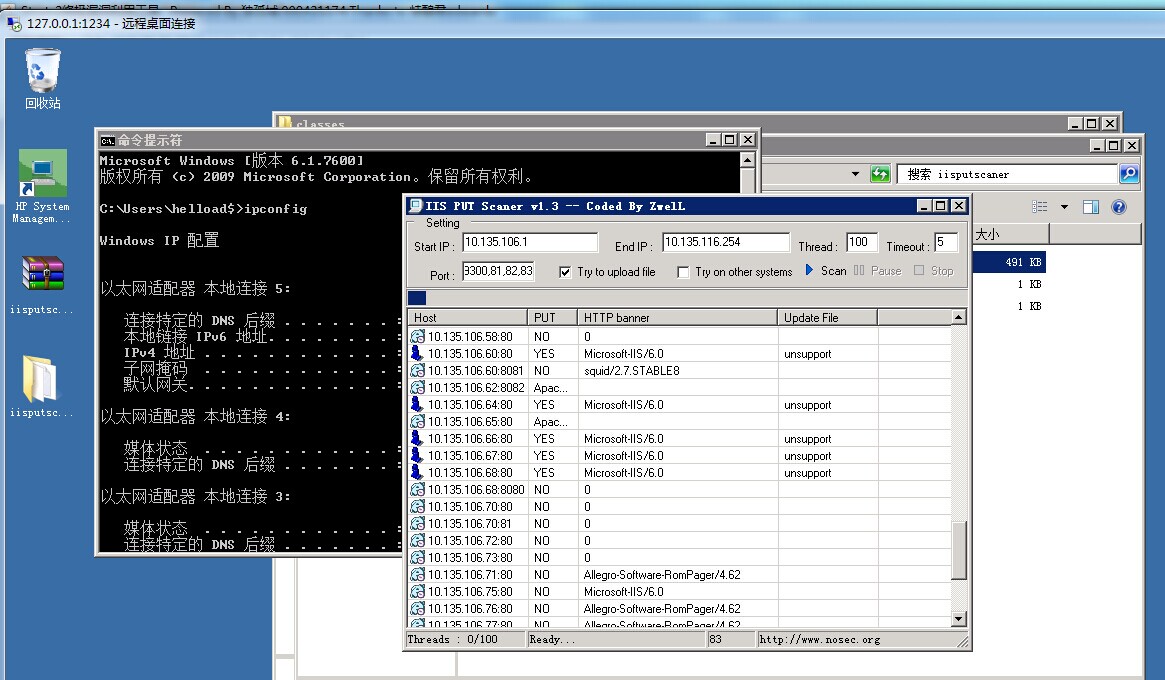 127.0.0.1:1234 - 远程桌面连接
回收站
HP System
Managem...
iisputsc...
iisputsc...
classes
搜索 iisputscaner
大小
491 KB
1 KB
1 KB
命令提示符
Microsoft Windows [版本 6.1.7600]
版权所有 (c) 2009 Microsoft Corporation。保留所有权利。
C:\Users\helload$>ipconfig
Windows IP 配置
以太网适配器 本地连接 5:
连接特定的 DNS 后缀 . . . . . . . :
本地链接 IPv6 地址. . . . . . . . :
IPv4 地址 . . . . . . . . . . . . :
子网掩码 . . . . . . . . . . . . :
默认网关. . . . . . . . . . . . . :
以太网适配器 本地连接 4:
媒体状态 . . . . . . . . . . . . :
连接特定的 DNS 后缀 . . . . . . . :
以太网适配器 本地连接 3:
媒体状态 . . . . . . . . . . . . :
连接特定的 DNS 后缀 . . . . . . . :
IIS PUT Scaner v1.3 -- Coded By ZwelL
Setting
Start IP : 10.135.106.1 End IP : 10.135.116.254 Thread : 100 Timeout : 5
Port : 9300,81,82,83 Try to upload file Try on other systems Scan Pause Stop
Host PUT HTTP banner Update File
10.135.106.58:80 NO 0
10.135.106.60:80 YES Microsoft-IIS/6.0 unsupport
10.135.106.60:8081 NO squid/2.7.STABLE8
10.135.106.62:8082 Apac...
10.135.106.64:80 YES Microsoft-IIS/6.0 unsupport
10.135.106.65:80 Apac...
10.135.106.66:80 YES Microsoft-IIS/6.0 unsupport
10.135.106.67:80 YES Microsoft-IIS/6.0 unsupport
10.135.106.68:80 YES Microsoft-IIS/6.0 unsupport
10.135.106.68:8080 NO 0
10.135.106.70:80 NO 0
10.135.106.70:81 NO 0
10.135.106.72:80 NO 0
10.135.106.73:80 NO 0
10.135.106.71:80 NO Allegro-Software-RomPager/4.62
10.135.106.75:80 NO Microsoft-IIS/6.0
10.135.106.76:80 NO Allegro-Software-RomPager/4.62
10.135.106.77:80 NO Allegro-Software-RomPager/4.62
Threads : 0/100 Ready... 83 http://www.nosec.org